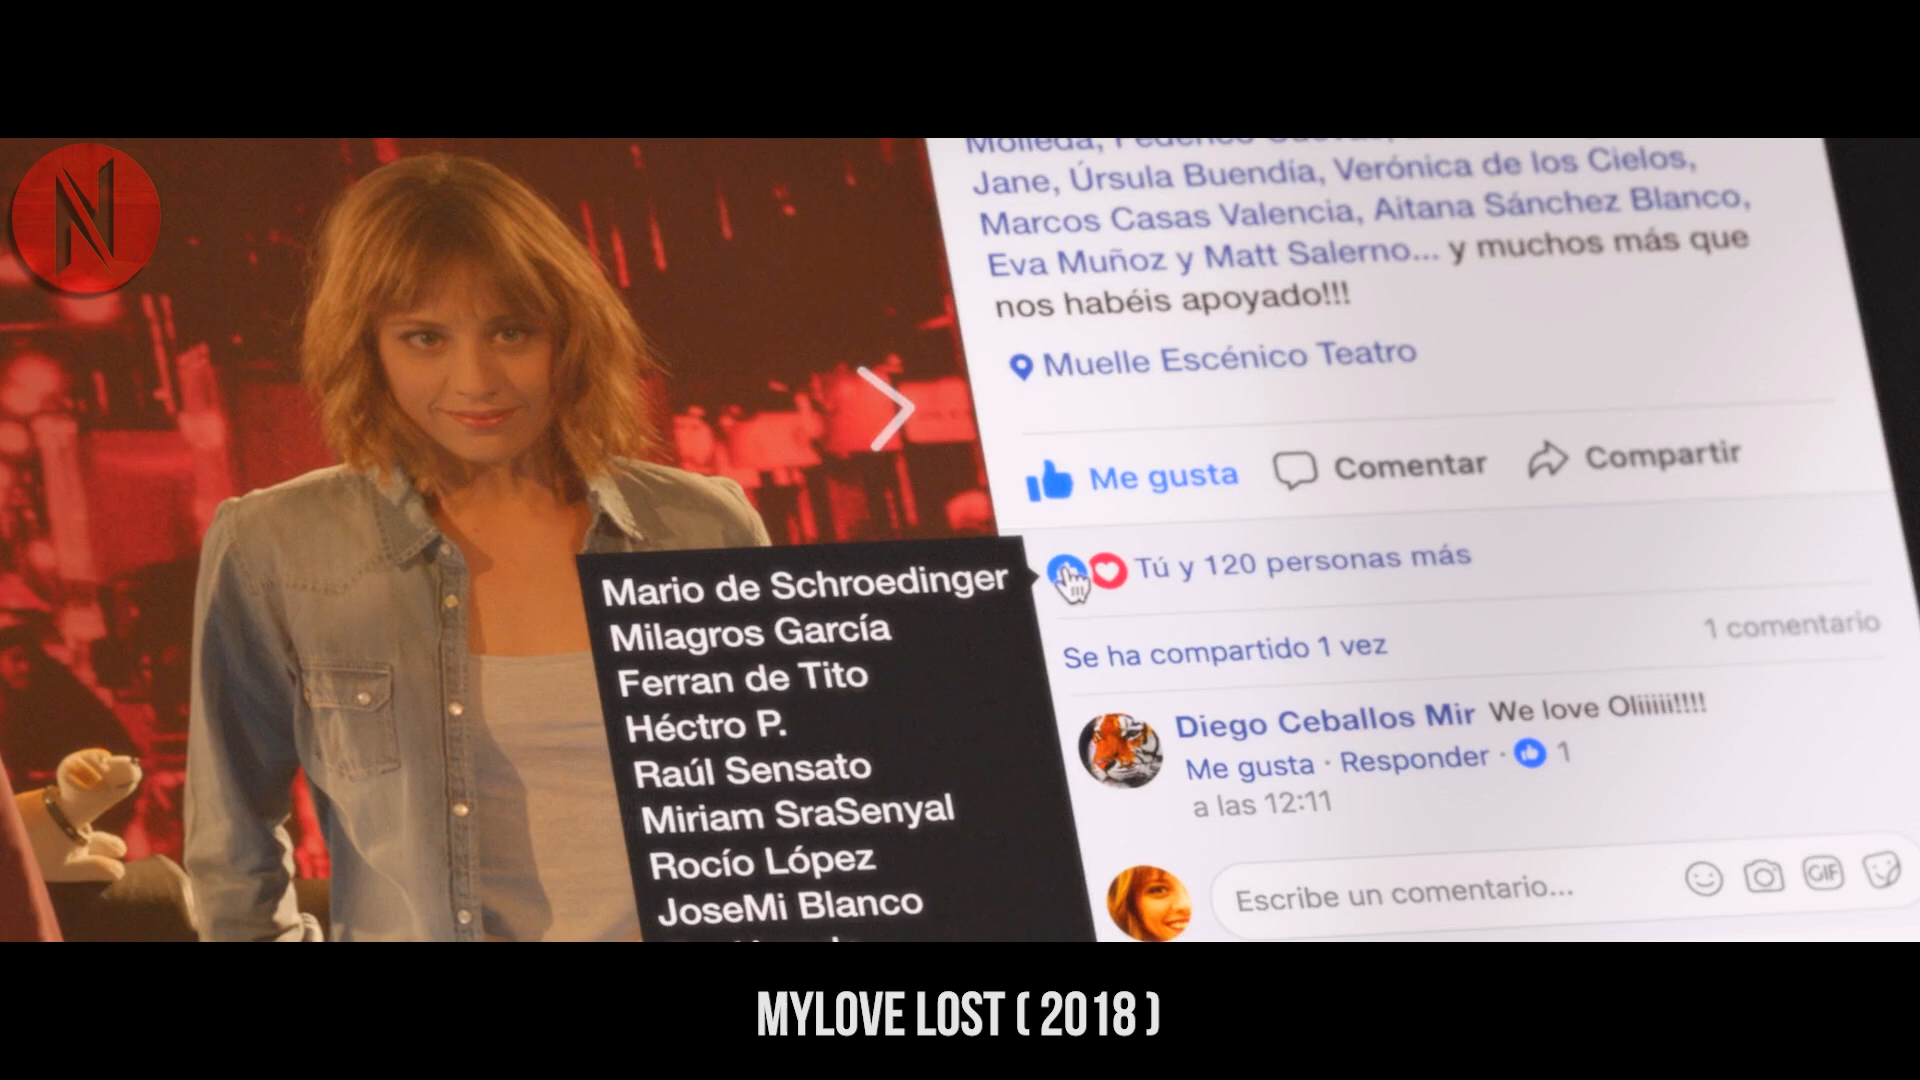 N
Jane, Úrsula Buendía, Verónica de los Cielos,
Marcos Casas Valencia, Aitana Sánchez Blanco,
Eva Muñoz y Matt Salerno... y muchos más que
nos habéis apoyado!!!
Muelle Escénico Teatro
Me gusta Comentar Compartir
Tú y 120 personas más
Mario de Schroedinger
Milagros García
Ferran de Tito
Héctro P.
Raúl Sensato
Miriam SraSenyal
Rocío López
JoseMi Blanco
Se ha compartido 1 vez
1 comentario
Diego Ceballos Mir We love Oliiiiii!!!!
Me gusta · Responder · 1
a las 12:11
Escribe un comentario...
GIF
MYLOVE LOST ( 2018 )